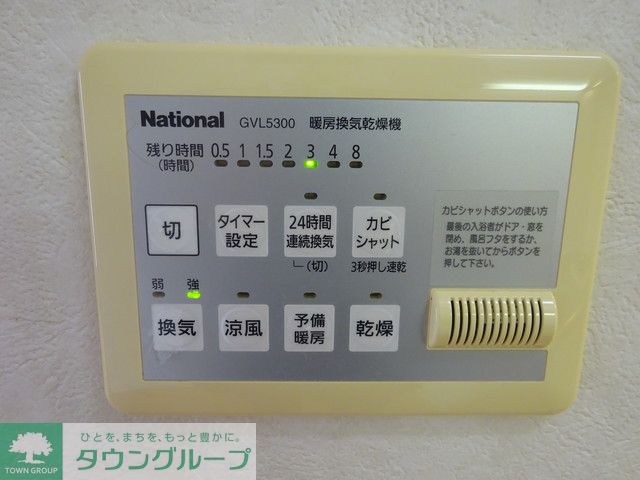 National GVL5300 暖房換気乾燥機
残り時間 0.5 1 1.5 2 3 4 8
(時間)
切
タイマー
設定
24時間
連続換気
(切)
カビ
シャット
3秒押し速乾
カビシャットボタンの使い方
最後の入浴者がドア・窓を
閉め、風呂フタをするか、
お湯を抜いてからボタンを
押して下さい。
弱 強
換気
涼風
予備
暖房
乾燥
TOWN GROUP
ひとを、まちを、もっと豊かに。
タウングループ